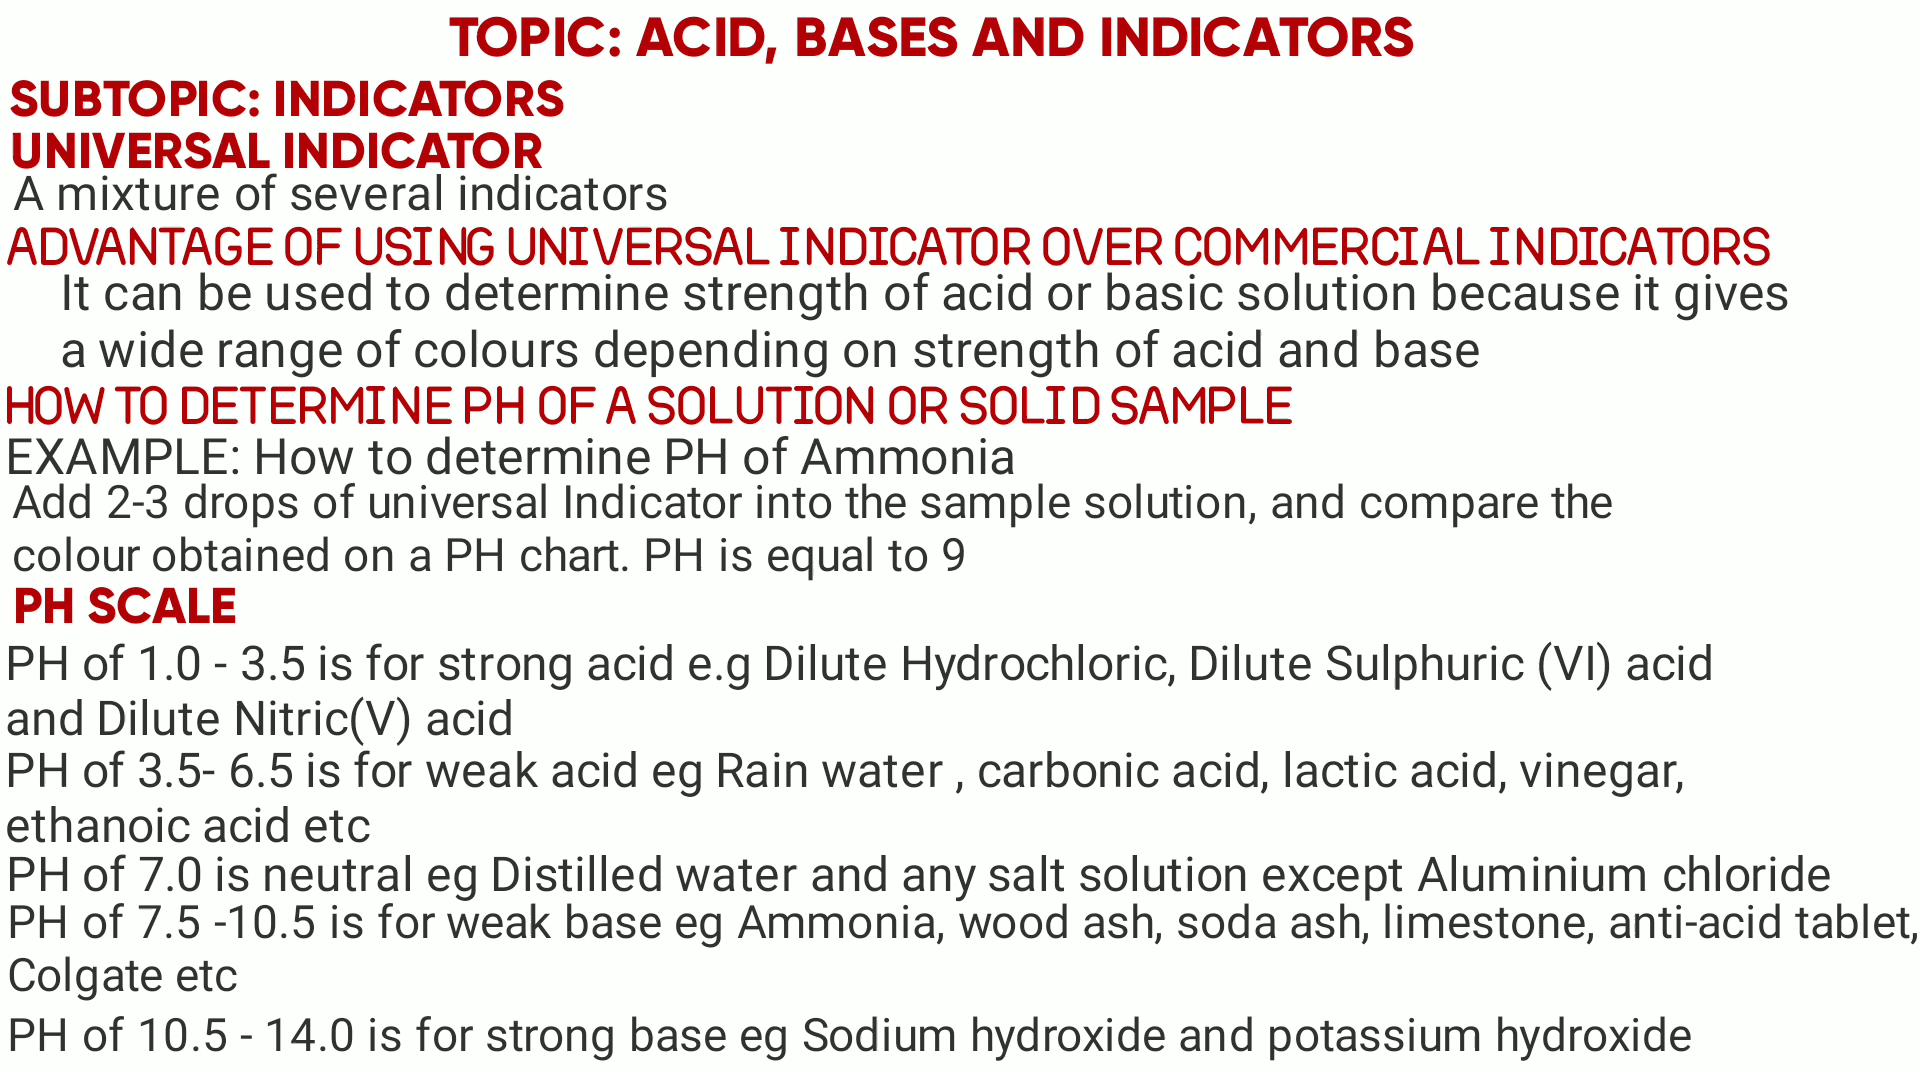 TOPIC: ACID, BASES AND INDICATORS
SUBTOPIC: INDICATORS
UNIVERSAL INDICATOR
A mixture of several indicators
ADVANTAGE OF USING UNIVERSAL INDICATOR OVER COMMERCIAL INDICATORS
It can be used to determine strength of acid or basic solution because it gives
a wide range of colours depending on strength of acid and base
HOW TO DETERMINE PH OF A SOLUTION OR SOLID SAMPLE
EXAMPLE: How to determine PH of Ammonia
Add 2-3 drops of universal Indicator into the sample solution, and compare the
colour obtained on a PH chart. PH is equal to 9
PH SCALE
PH of 1.0 - 3.5 is for strong acid e.g Dilute Hydrochloric, Dilute Sulphuric (VI) acid
and Dilute Nitric(V) acid
PH of 3.5- 6.5 is for weak acid eg Rain water , carbonic acid, lactic acid, vinegar,
ethanoic acid etc
PH of 7.0 is neutral eg Distilled water and any salt solution except Aluminium chloride
PH of 7.5 -10.5 is for weak base eg Ammonia, wood ash, soda ash, limestone, anti-acid tablet,
Colgate etc
PH of 10.5 - 14.0 is for strong base eg Sodium hydroxide and potassium hydroxide